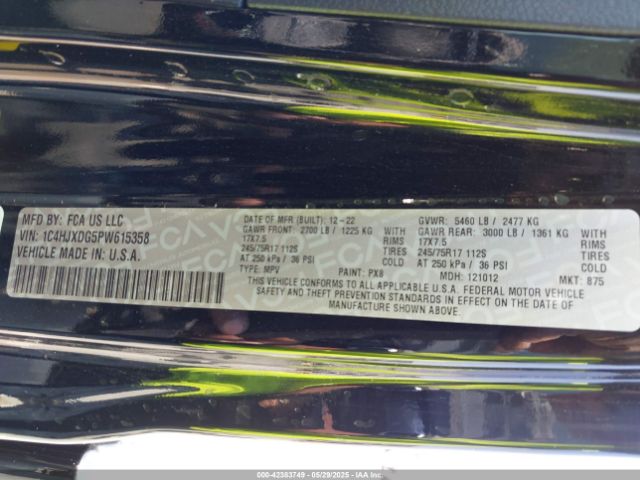 MFD BY: FCA US LLC
VIN: 1C4HJXDG5PW615358
VEHICLE MADE IN: U.S.A.
DATE OF MFR (BUILT): 12-22
GVWR: 5460 LB / 2477 KG
GAWR FRONT: 2700 LB / 1225 KG WITH
GAWR REAR: 3000 LB / 1361 KG WITH
17X7.5 RIMS
17X7.5 RIMS
245/75R17 112S TIRES
245/75R17 112S TIRES
AT 250 kPa / 36 PSI COLD
AT 250 kPa / 36 PSI COLD
TYPE: MPV PAINT: PX8 MDH: 121012 MKT: 875
THIS VEHICLE CONFORMS TO ALL APPLICABLE U.S.A. FEDERAL MOTOR VEHICLE
SAFETY AND THEFT PREVENTION STANDARDS IN EFFECT ON THE DATE OF
MANUFACTURE SHOWN ABOVE.
000-42383749 - 05/29/2025 - IAAI.CA